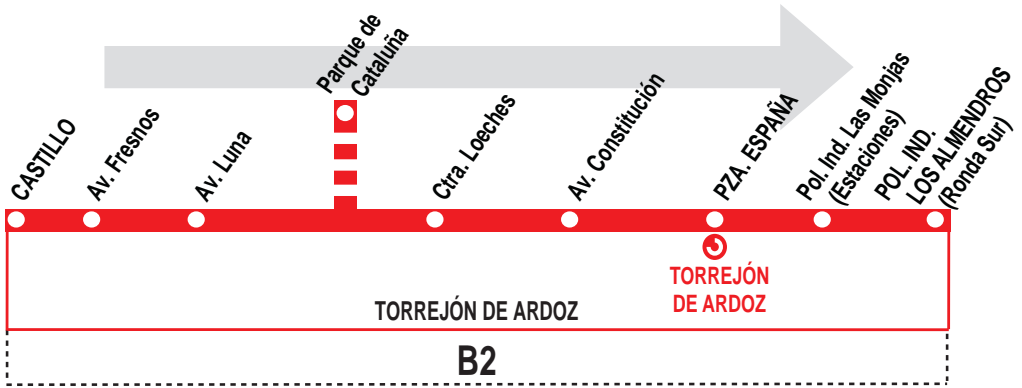 CASTILLO
Av. Fresnos
Av. Luna
Parque de
Cataluña
Ctra. Loeches
Av. Constitución
PZA. ESPAÑA
Pol. Ind. Las Monjas
(Estaciones)
POL. IND.
LOS ALMENDROS
(Ronda Sur)
TORREJÓN
DE ARDOZ
TORREJÓN DE ARDOZ
B2